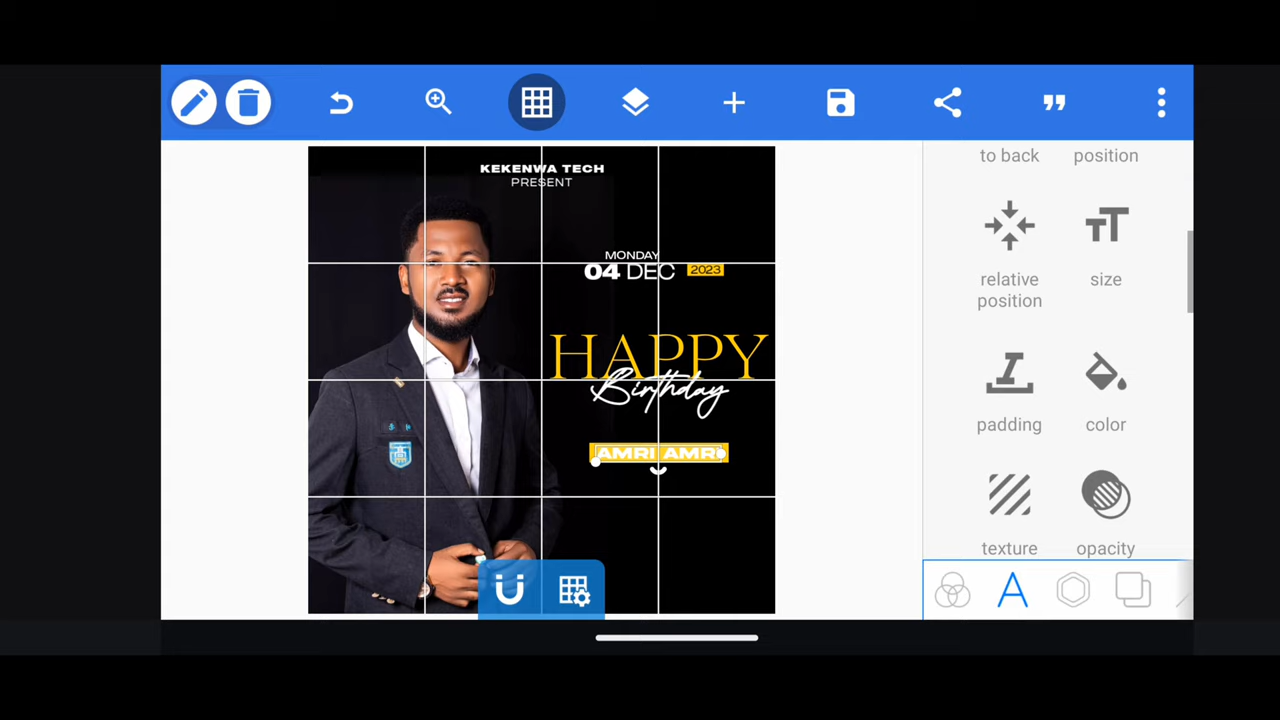 KEKENWA TECH
PRESENT
MONDAY
04 DEC 2023
HAPPY
Birthday
AMRI AMRI
to back
position
relative position
size
padding
color
texture
opacity